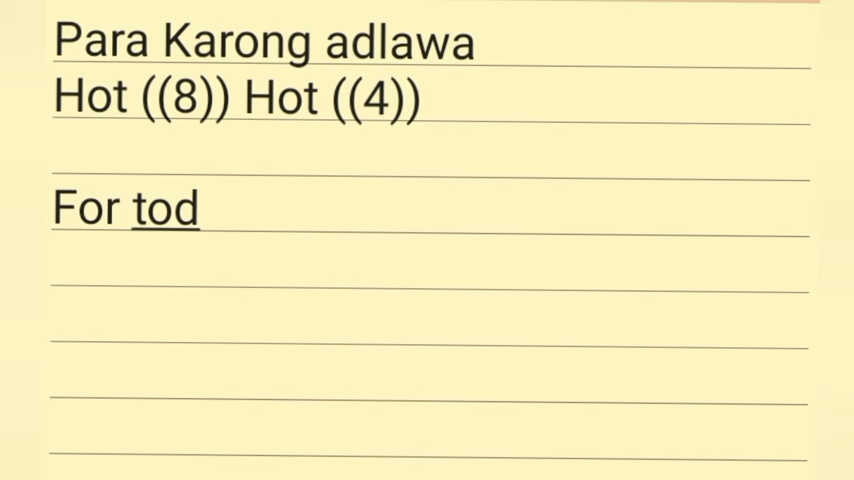 Para Karong adlawa
Hot ((8)) Hot ((4))
For tod